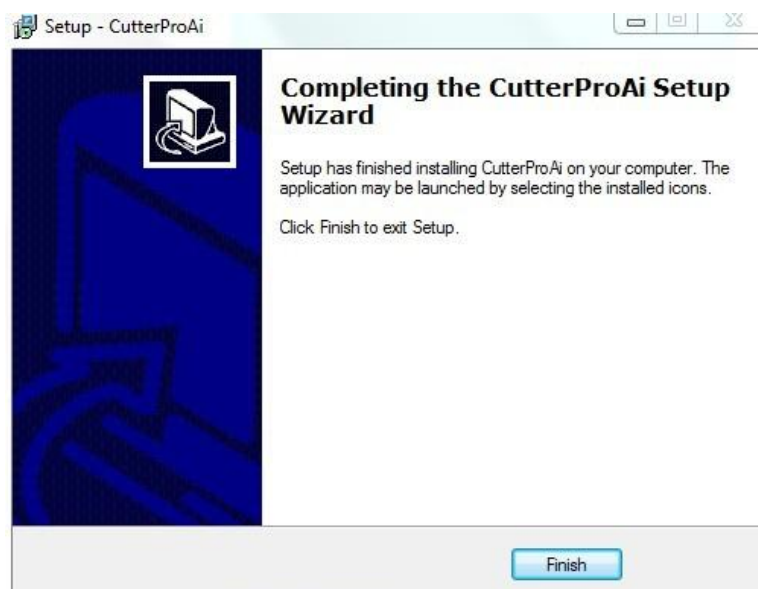 Setup - CutterProAi
Completing the CutterProAi Setup
Wizard
Setup has finished installing CutterProAi on your computer. The
application may be launched by selecting the installed icons.
Click Finish to exit Setup.
Finish